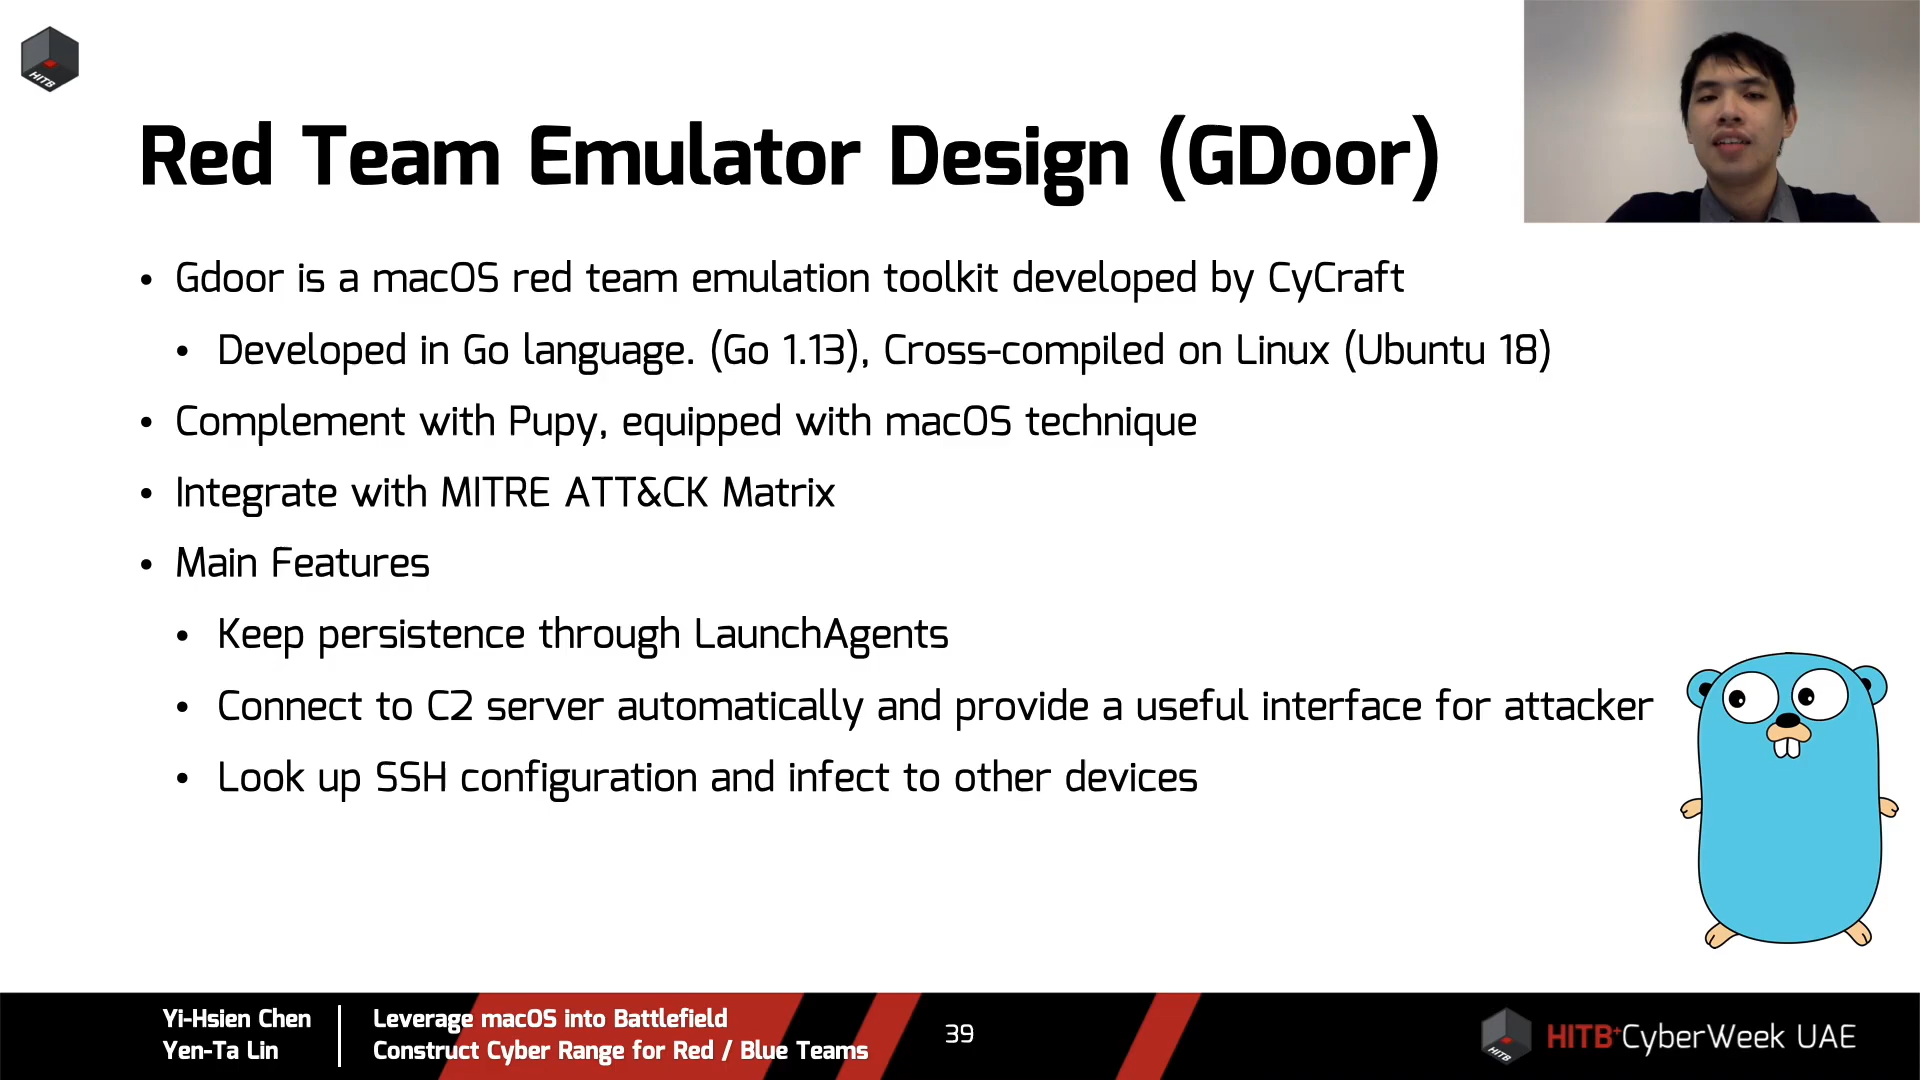 HITB
Red Team Emulator Design (GDoor)
• Gdoor is a macOS red team emulation toolkit developed by CyCraft
• Developed in Go language. (Go 1.13), Cross-compiled on Linux (Ubuntu 18)
• Complement with Pupy, equipped with macOS technique
• Integrate with MITRE ATT&CK Matrix
• Main Features
• Keep persistence through LaunchAgents
• Connect to C2 server automatically and provide a useful interface for attacker
• Look up SSH configuration and infect to other devices
Yi-Hsien Chen
Yen-Ta Lin
Leverage macOS into Battlefield
Construct Cyber Range for Red / Blue Teams
39
HITB
HITB+CyberWeek UAE